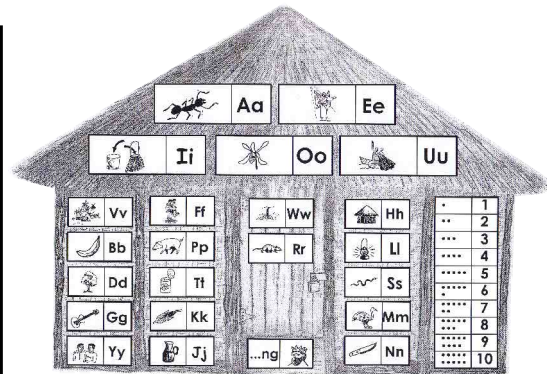 Aa Ee
Ii Oo Uu
Vv Ff Ww Hh 1
2
Bb Pp Rr Ll 3
4
Dd Tt Ss 5
6
Gg Kk Mm 7
8
Yy Jj ...ng Nn 9
10